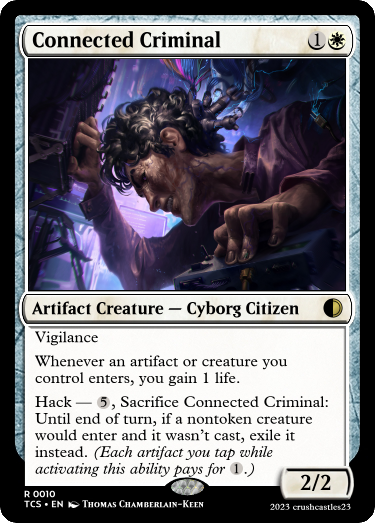 Connected Criminal 1
Artifact Creature — Cyborg Citizen
Vigilance
Whenever an artifact or creature you
control enters, you gain 1 life.
Hack — 5, Sacrifice Connected Criminal:
Until end of turn, if a nontoken creature
would enter and it wasn't cast, exile it
instead. (Each artifact you tap while
activating this ability pays for 1.)
2/2
R 0010
TCS • EN Thomas Chamberlain-Keen
2023 crushcastles23